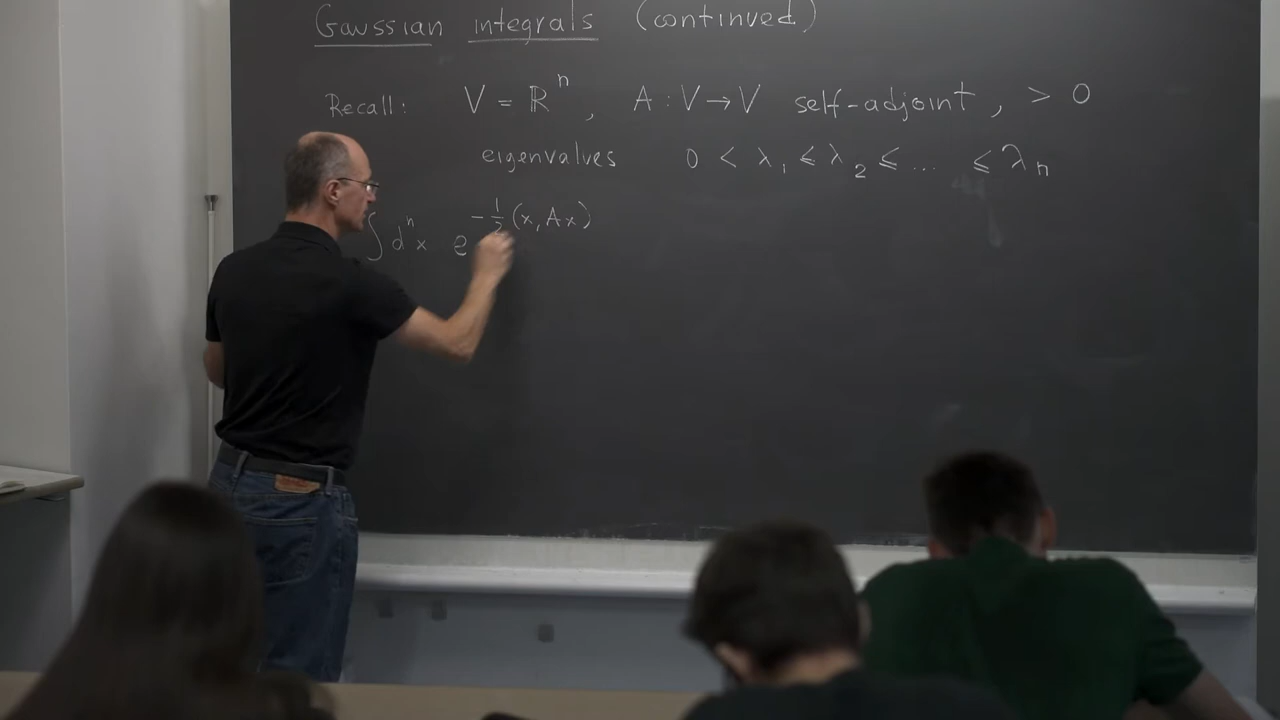 Gaussian integrals (continued)
Recall: V = ℝⁿ, A : V → V self-adjoint, > 0
eigenvalues 0 < λ₁ ≤ λ₂ ≤ ... ≤ λₙ
∫ dⁿx e^{-½(x, Ax)}